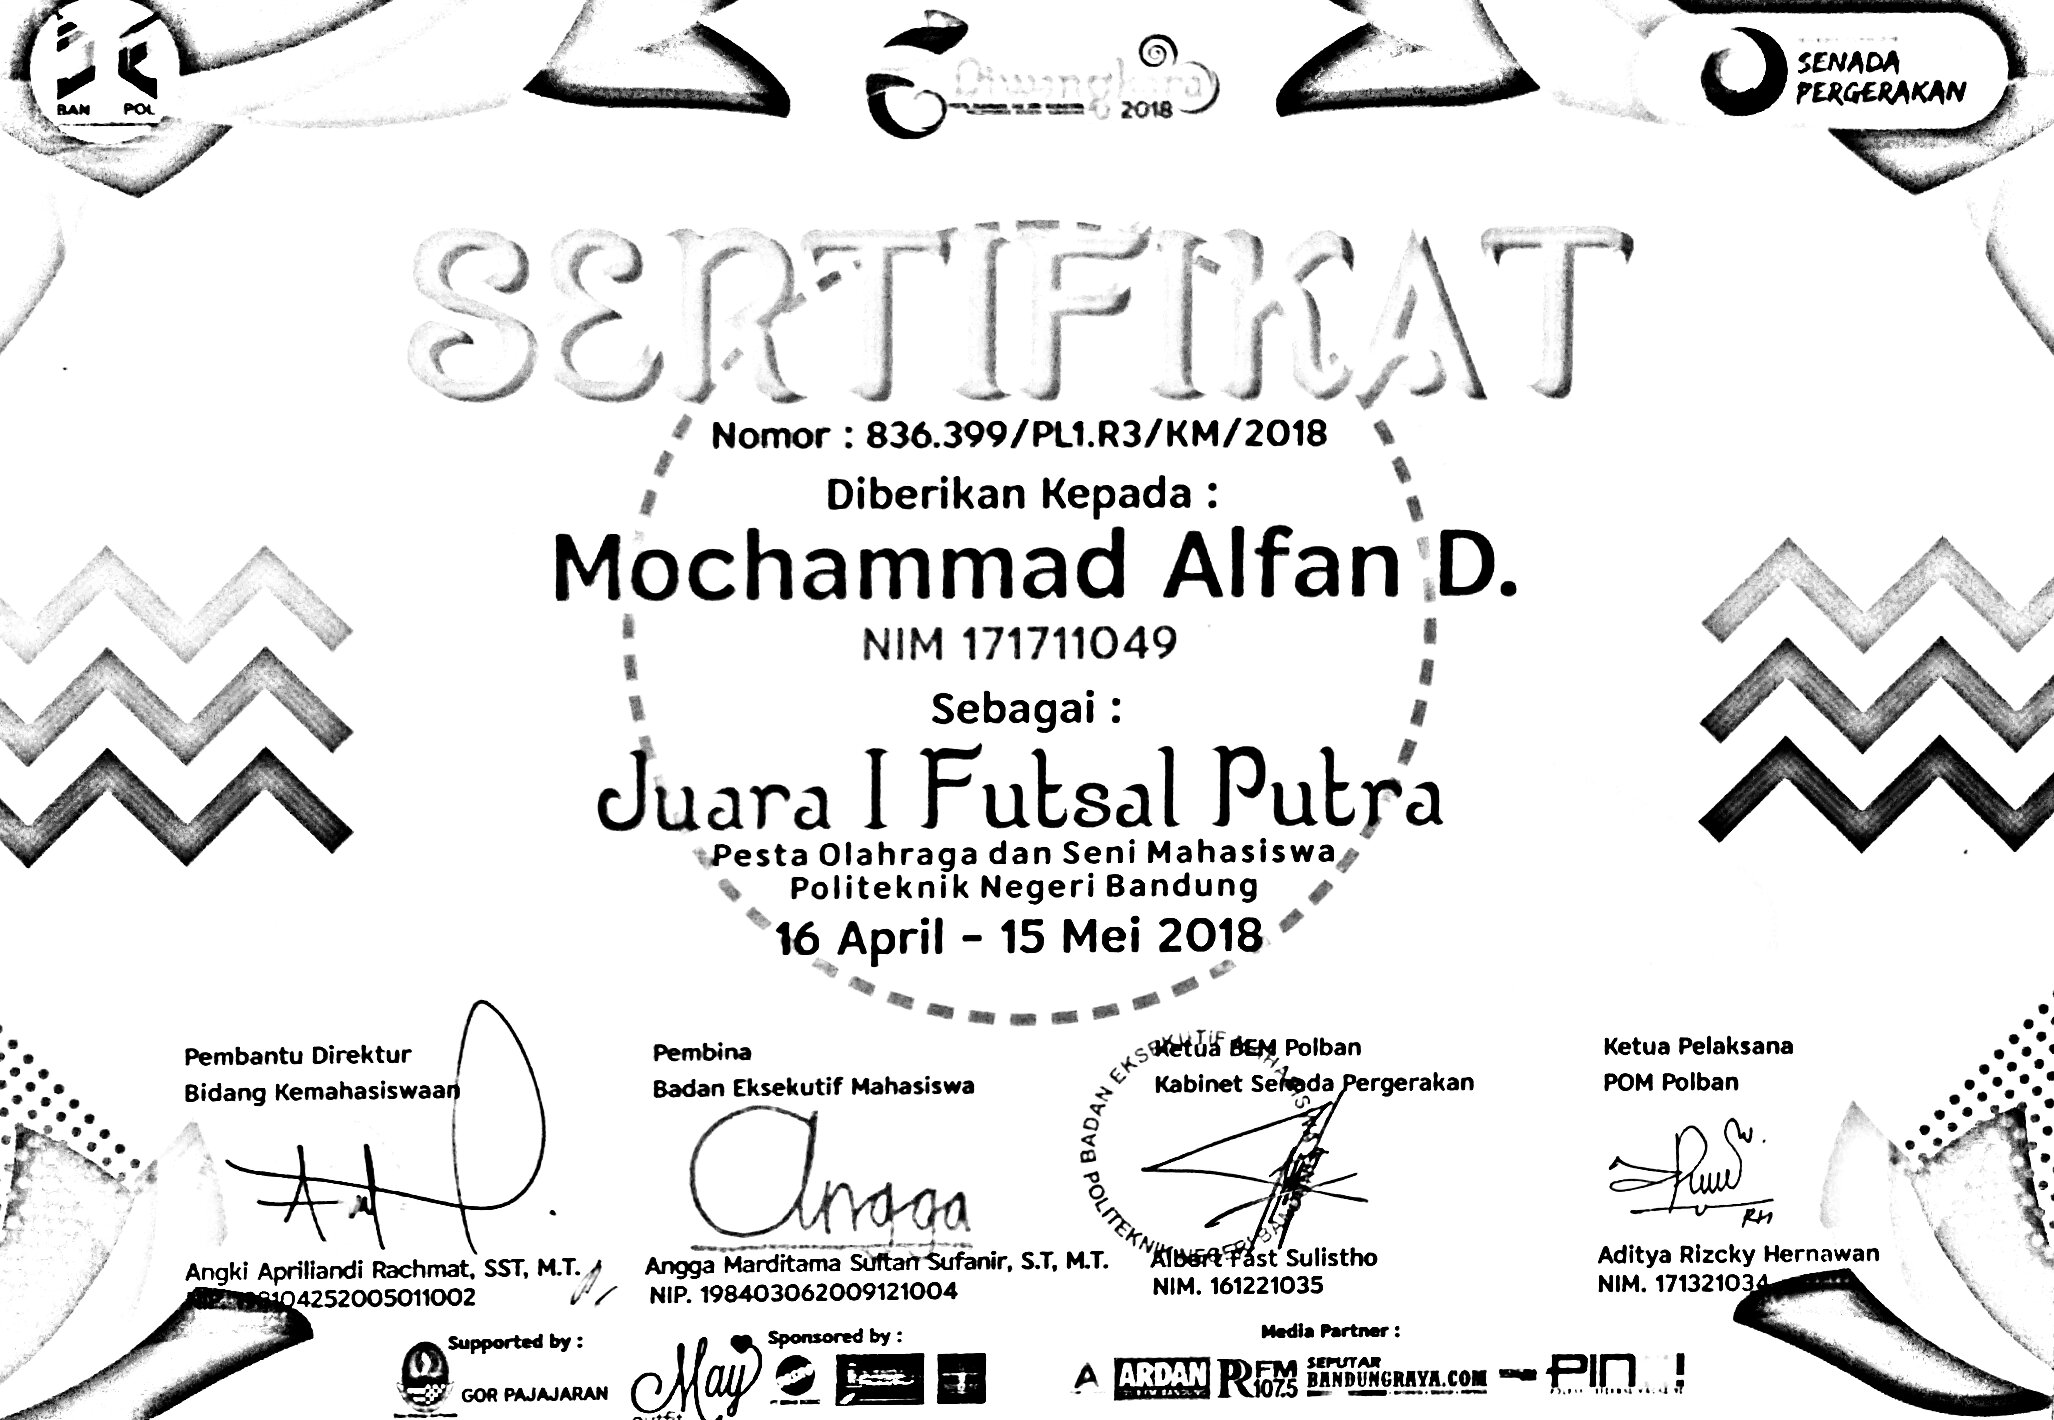 BAN POL
Diwangkara
2018
SENADA
PERGERAKAN
SERTIFIKAT
Nomor : 836.399/PL1.R3/KM/2018
Diberikan Kepada :
Mochammad Alfan D.
NIM 171711049
Sebagai :
Juara I Futsal Putra
Pesta Olahraga dan Seni Mahasiswa
Politeknik Negeri Bandung
16 April - 15 Mei 2018
Pembantu Direktur
Bidang Kemahasiswaan
Angki Apriliandi Rachmat, SST, M.T.
104252005011002
Pembina
Badan Eksekutif Mahasiswa
Angga
Angga Marditama Sultan Sufanir, S.T, M.T.
NIP. 198403062009121004
Ketua BEM Polban
Kabinet Senada Pergerakan
BADAN EKSEKUTIF MAHASISWA
POLITEKNIK NEGERI BANDUNG
Albert Fast Sulistho
NIM. 161221035
Ketua Pelaksana
POM Polban
RH
Aditya Rizcky Hernawan
NIM. 171321034
Supported by :
GOR PAJAJARAN
Sponsored by :
May
outfit
Media Partner :
ARDAN
FM
107.5
SEPUTAR
BANDUNGRAYA.COM